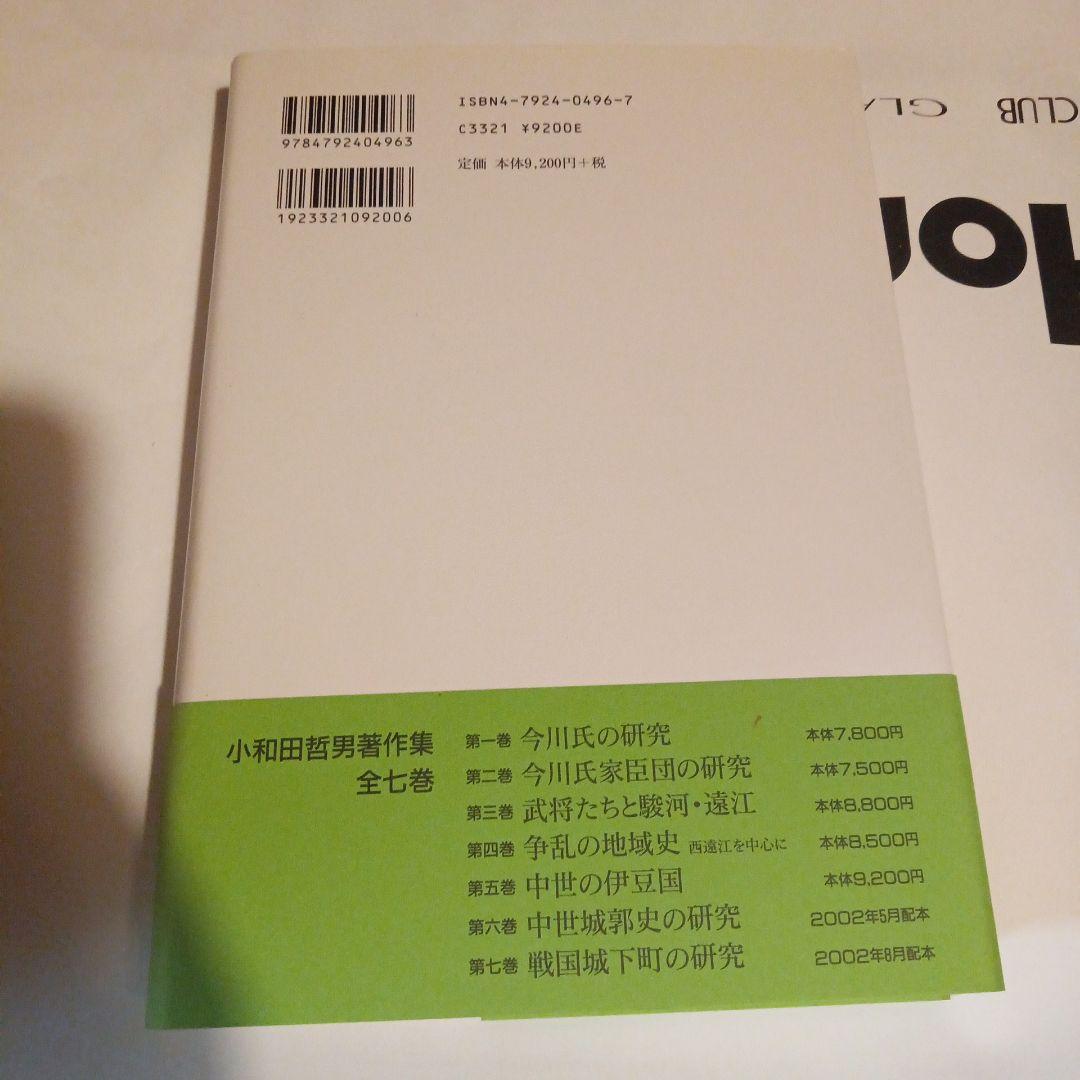 ISBN4-7924-0496-7
C3321 ¥9200E
定価 本体9,200円+税
9784792404963
1923321092006
CLUB
小和田哲男著作集
全七巻
第一巻 今川氏の研究 本体7,800円
第二巻 今川氏家臣団の研究 本体7,500円
第三巻 武将たちと駿河・遠江 本体8,800円
第四巻 争乱の地域史 西遠江を中心に 本体8,500円
第五巻 中世の伊豆国 本体9,200円
第六巻 中世城郭史の研究 2002年5月配本
第七巻 戦国城下町の研究 2002年8月配本